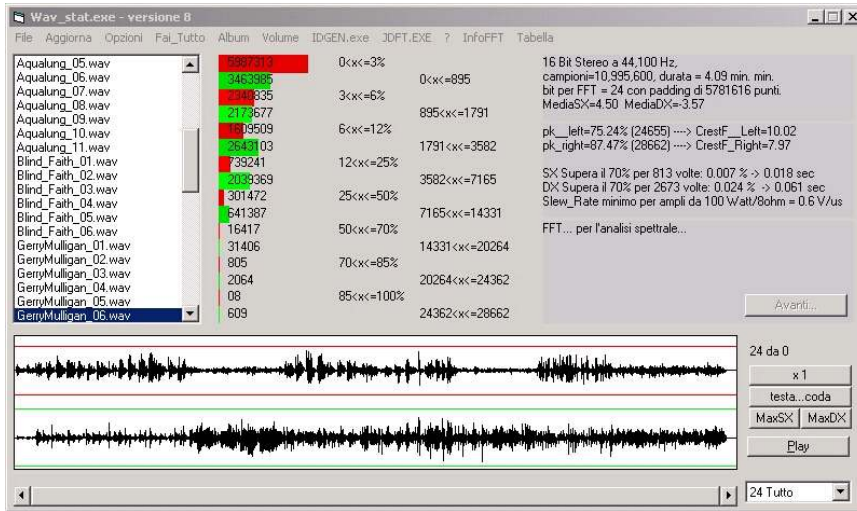 Wav_stat.exe - versione 8
File Aggiorna Opzioni Fai_Tutto Album Volume IDGEN.exe JDFT.EXE ? InfoFFT Tabella
Aqualung_05.wav
Aqualung_06.wav
Aqualung_07.wav
Aqualung_08.wav
Aqualung_09.wav
Aqualung_10.wav
Aqualung_11.wav
Blind_Faith_01.wav
Blind_Faith_02.wav
Blind_Faith_03.wav
Blind_Faith_04.wav
Blind_Faith_05.wav
Blind_Faith_06.wav
GerryMulligan_01.wav
GerryMulligan_02.wav
GerryMulligan_03.wav
GerryMulligan_04.wav
GerryMulligan_05.wav
GerryMulligan_06.wav
5997313 0<x<=3%
3463985 0<x<=895
2340835 3<x<=6%
2173677 895<x<=1791
1609509 6<x<=12%
2643103 1791<x<=3582
739241 12<x<=25%
2039369 3582<x<=7165
301472 25<x<=50%
641387 7165<x<=14331
16417 50<x<=70%
31406 14331<x<=20264
805 70<x<=85%
2064 20264<x<=24362
08 85<x<=100%
609 24362<x<=28662
16 Bit Stereo a 44,100 Hz,
campioni=10,995,600, durata = 4.09 min. min.
bit per FFT = 24 con padding di 5781616 punti.
MediaSX=4.50 MediaDX=-3.57
pk__left=75.24% (24655) ----> CrestF__Left=10.02
pk_right=87.47% (28662) ----> CrestF_Right=7.97
SX Supera il 70% per 813 volte: 0.007 % -> 0.018 sec
DX Supera il 70% per 2673 volte: 0.024 % -> 0.061 sec
Slew_Rate minimo per ampli da 100 Watt/8ohm = 0.6 V/us
FFT... per l'analisi spettrale...
Avanti...
24 da 0
x 1
testa...coda
MaxSX MaxDX
Play
24 Tutto